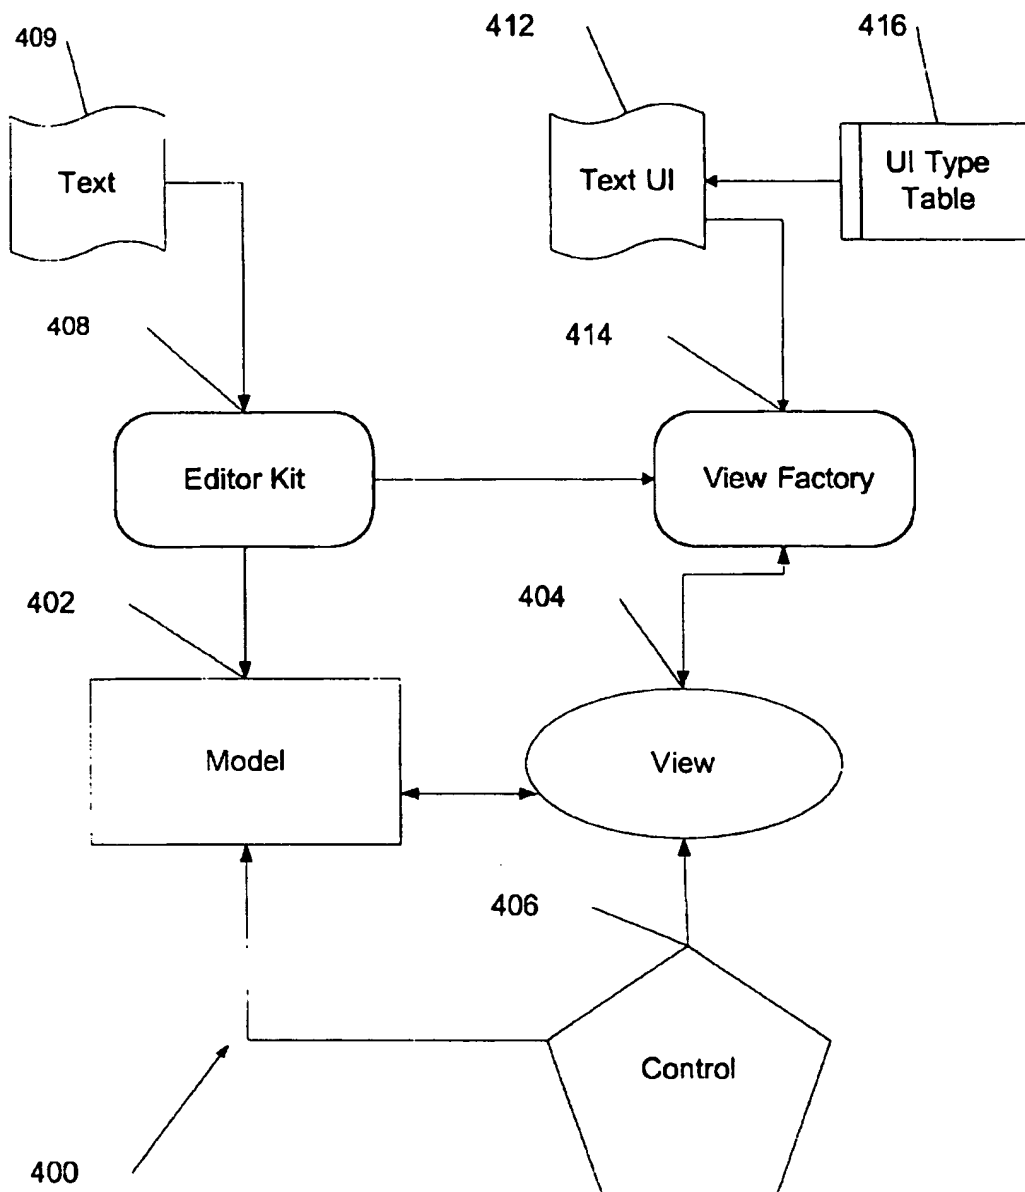 409
412
416
Text
Text UI
UI Type
Table
408
414
Editor Kit
View Factory
402
404
Model
View
406
Control
400